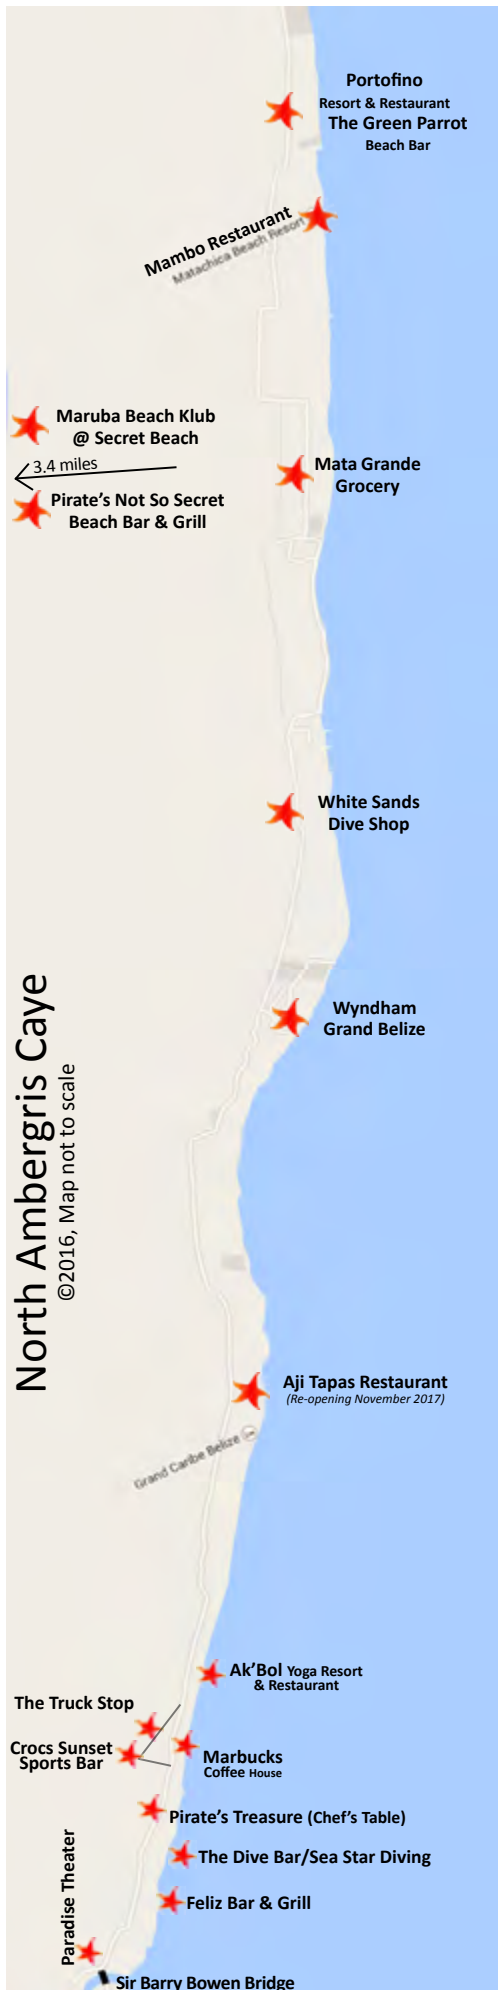 Portofino
Resort & Restaurant
The Green Parrot
Beach Bar
Mambo Restaurant
Matachica Beach Resort
Maruba Beach Klub
@ Secret Beach
3.4 miles
Pirate's Not So Secret
Beach Bar & Grill
Mata Grande
Grocery
White Sands
Dive Shop
North Ambergris Caye
©2016, Map not to scale
Wyndham
Grand Belize
Aji Tapas Restaurant
(Re-opening November 2017)
Grand Caribe Belize
Ak'Bol Yoga Resort
& Restaurant
The Truck Stop
Crocs Sunset
Sports Bar
Marbucks
Coffee House
Pirate's Treasure (Chef's Table)
The Dive Bar/Sea Star Diving
Feliz Bar & Grill
Paradise Theater
Sir Barry Bowen Bridge